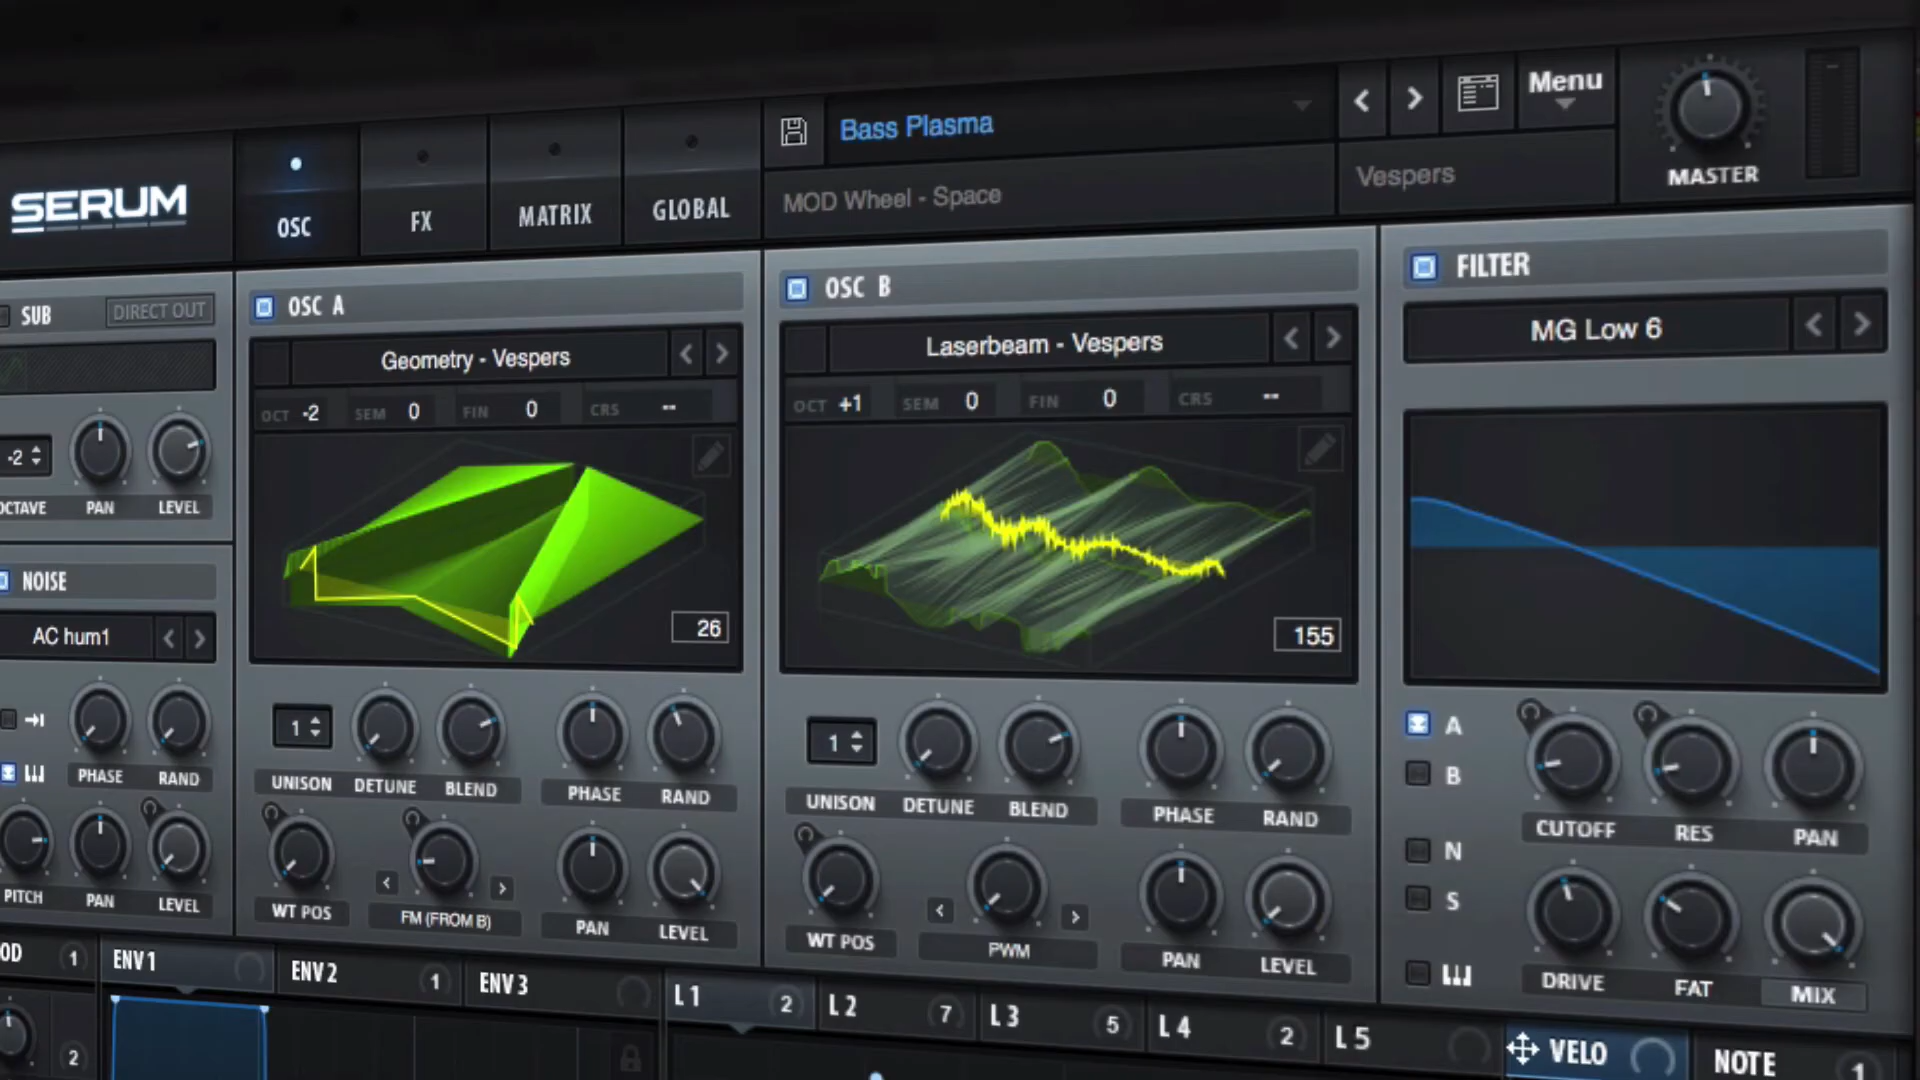 SERUM
OSC
FX
MATRIX
GLOBAL
Bass Plasma
MOD Wheel - Space
Menu
Vespers
MASTER
SUB
DIRECT OUT
-2
OCTAVE
PAN
LEVEL
NOISE
AC hum1
PHASE
RAND
PITCH
PAN
LEVEL
OSC A
Geometry - Vespers
OCT -2 SEM 0 FIN 0 CRS --
26
1
UNISON DETUNE BLEND PHASE RAND
WT POS FM (FROM B) PAN LEVEL
OSC B
Laserbeam - Vespers
OCT +1 SEM 0 FIN 0 CRS --
155
1
UNISON DETUNE BLEND PHASE RAND
WT POS PWM PAN LEVEL
FILTER
MG Low 6
A
B
N
S
CUTOFF RES PAN
DRIVE FAT MIX
OD 1
2
ENV 1
ENV 2 1
ENV 3
L 1 2
L 2 7
L 3 5
L 4 2
L 5
VELO
NOTE 1